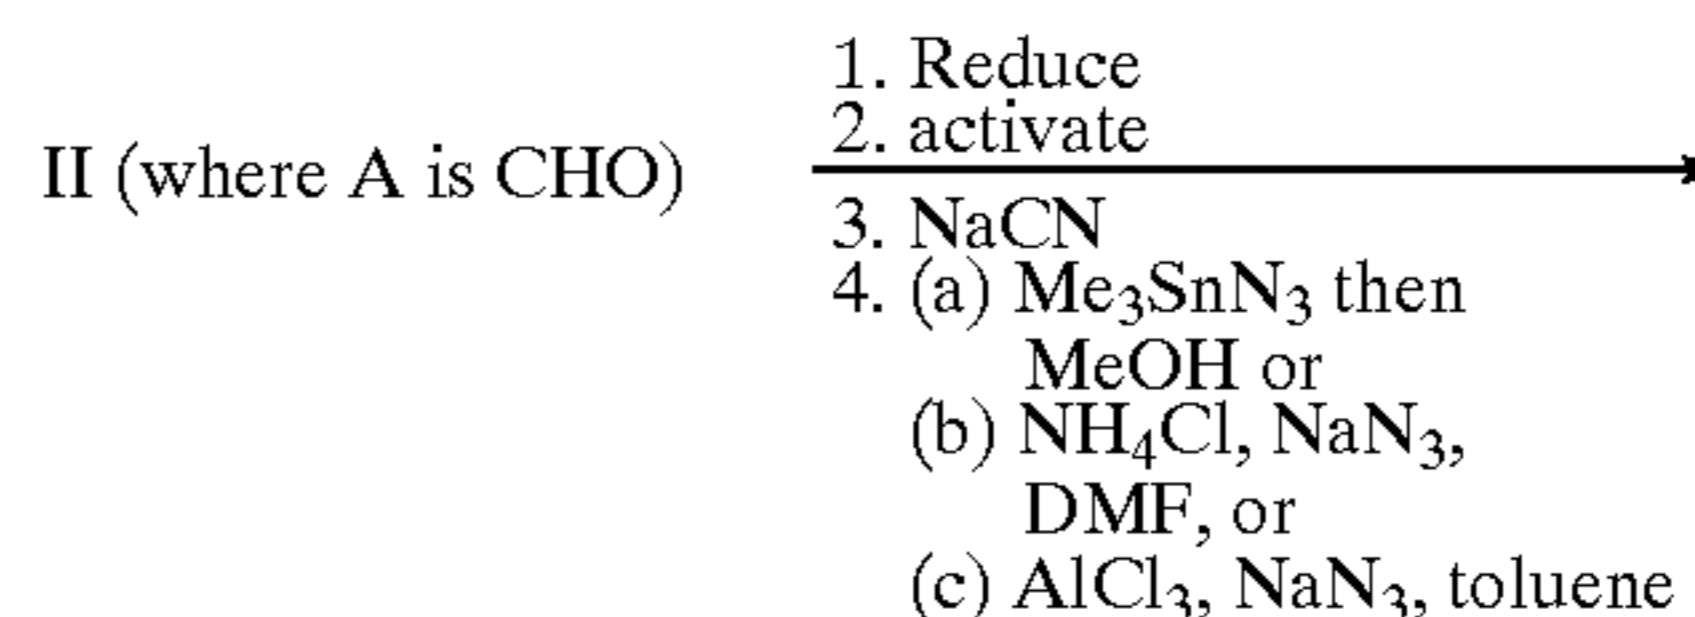 1. Reduce
2. activate
II (where A is CHO)
3. NaCN
4. (a) Me₃SnN₃ then
MeOH or
(b) NH₄Cl, NaN₃,
DMF, or
(c) AlCl₃, NaN₃, toluene